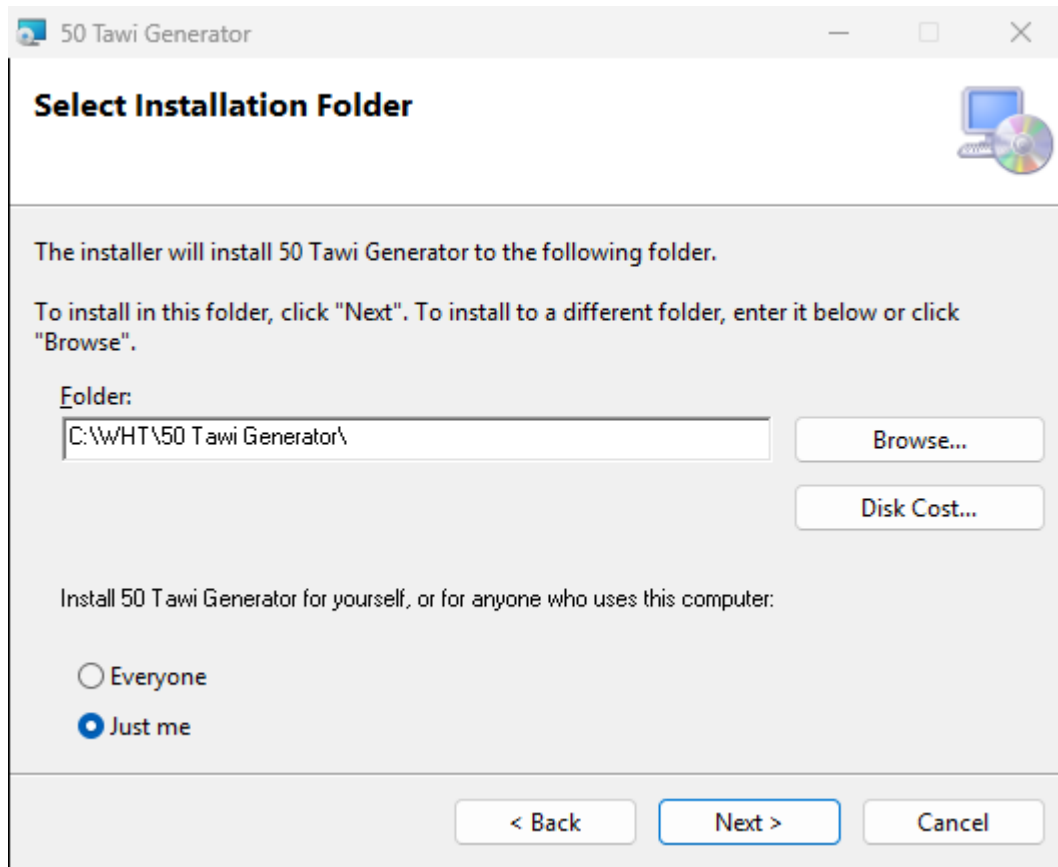 50 Tawi Generator
Select Installation Folder
The installer will install 50 Tawi Generator to the following folder.
To install in this folder, click "Next". To install to a different folder, enter it below or click
"Browse".
Folder:
C:\WHT\50 Tawi Generator\
Browse...
Disk Cost...
Install 50 Tawi Generator for yourself, or for anyone who uses this computer:
Everyone
Just me
< Back
Next >
Cancel